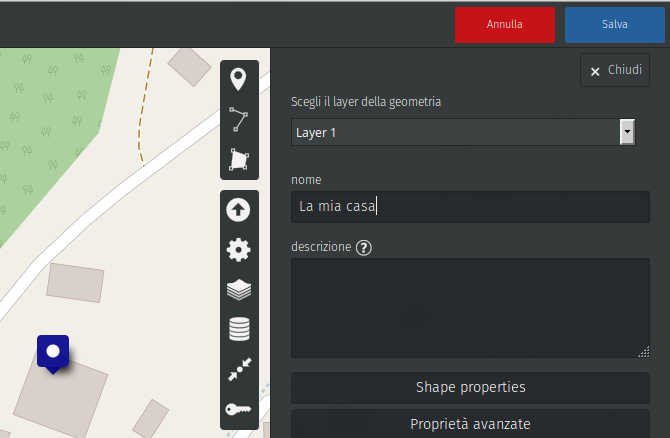 Annulla
Salva
Chiudi
Scegli il layer della geometria
Layer 1
nome
La mia casa
descrizione ?
Shape properties
Proprietà avanzate